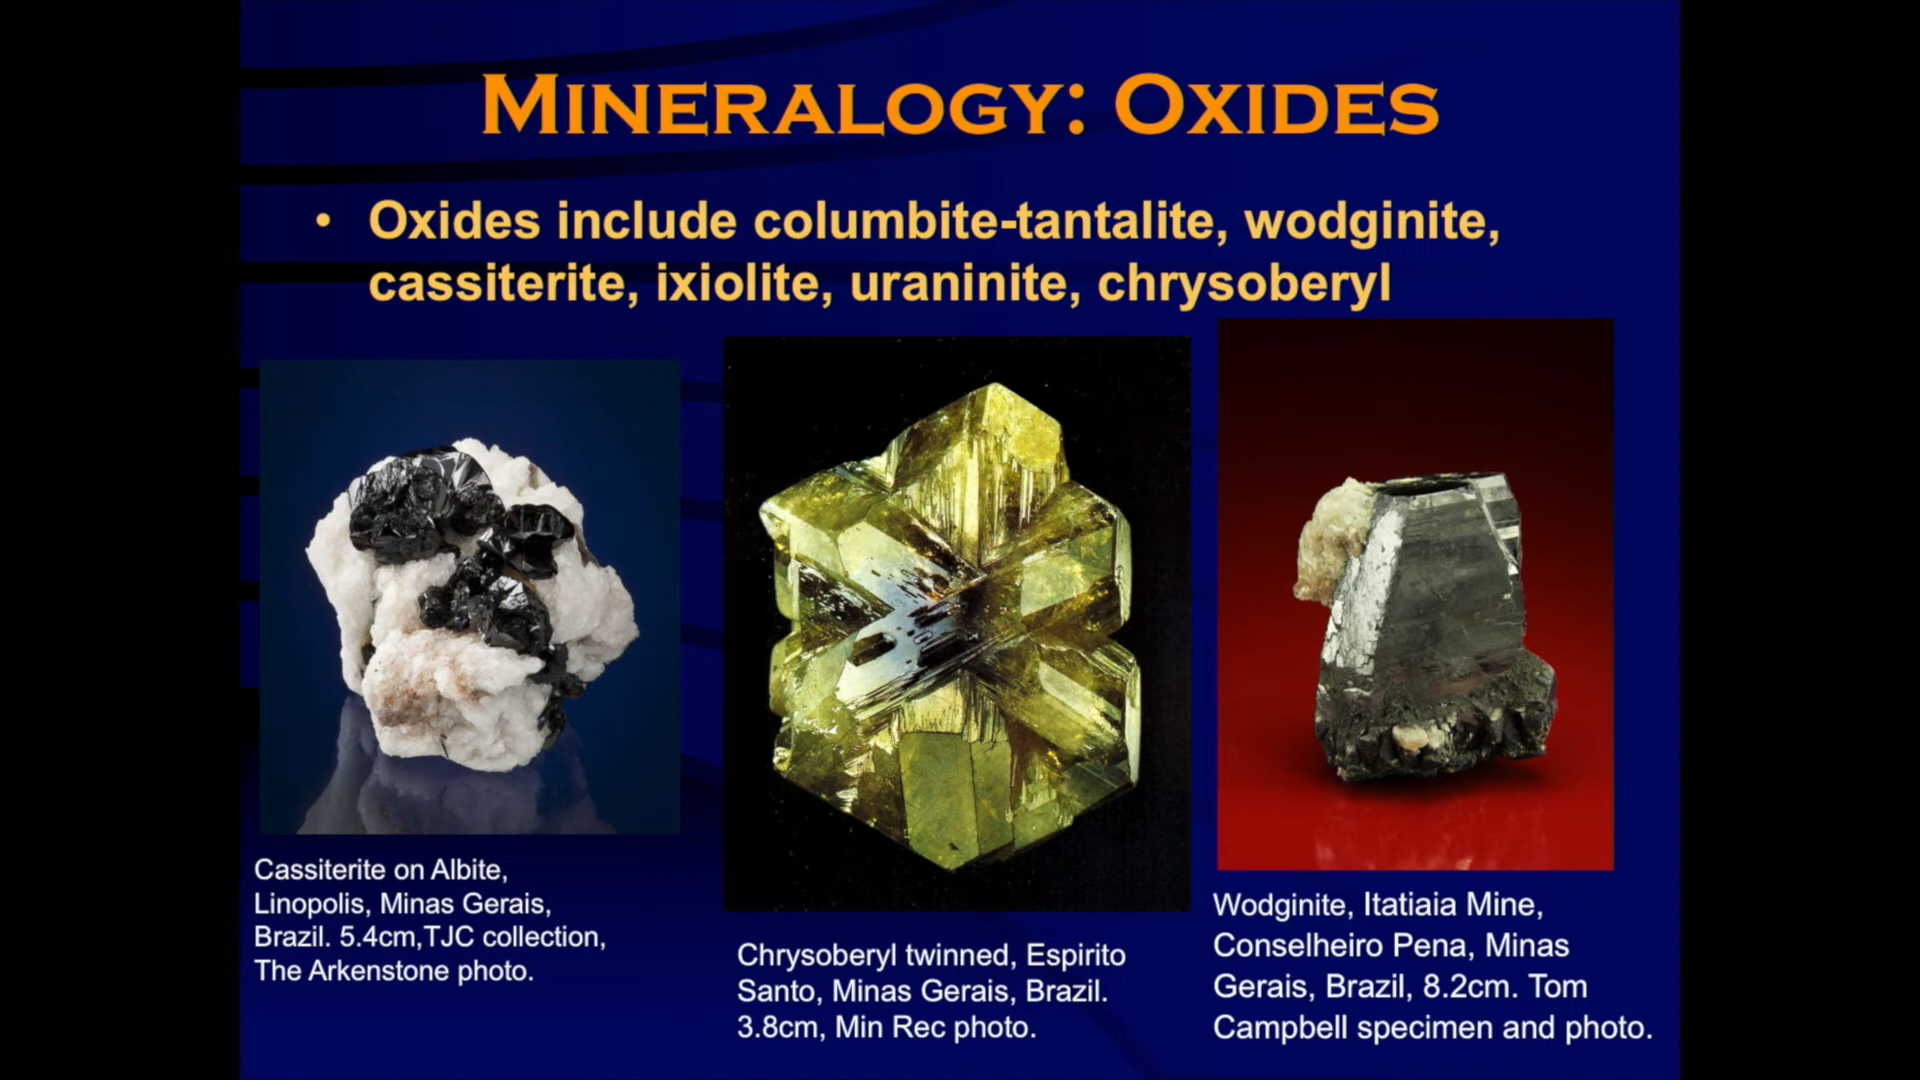 Mineralogy: Oxides
• Oxides include columbite-tantalite, wodginite,
cassiterite, ixiolite, uraninite, chrysoberyl
Cassiterite on Albite,
Linopolis, Minas Gerais,
Brazil. 5.4cm,TJC collection,
The Arkenstone photo.
Chrysoberyl twinned, Espirito
Santo, Minas Gerais, Brazil.
3.8cm, Min Rec photo.
Wodginite, Itatiaia Mine,
Conselheiro Pena, Minas
Gerais, Brazil, 8.2cm. Tom
Campbell specimen and photo.